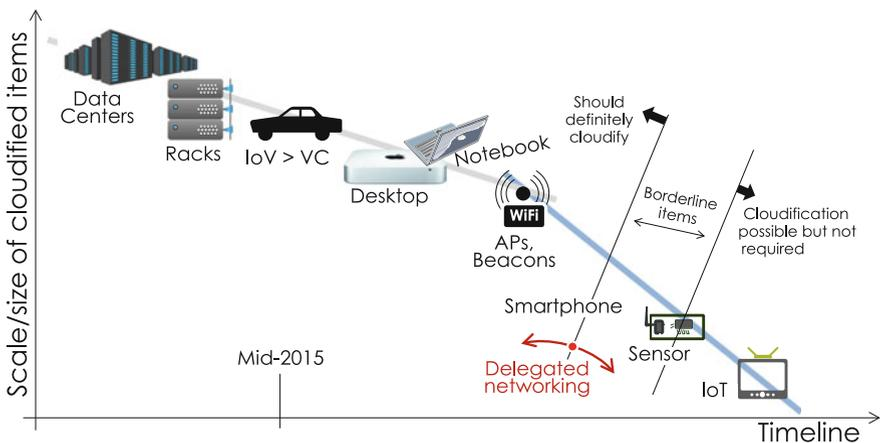 Scale/size of cloudified items
Data
Centers
Racks
IoV > VC
Desktop
Notebook
WiFi
APs,
Beacons
Should
definitely
cloudify
Borderline
items
Cloudification
possible but not
required
Smartphone
Delegated
networking
Sensor
IoT
Mid-2015
Timeline